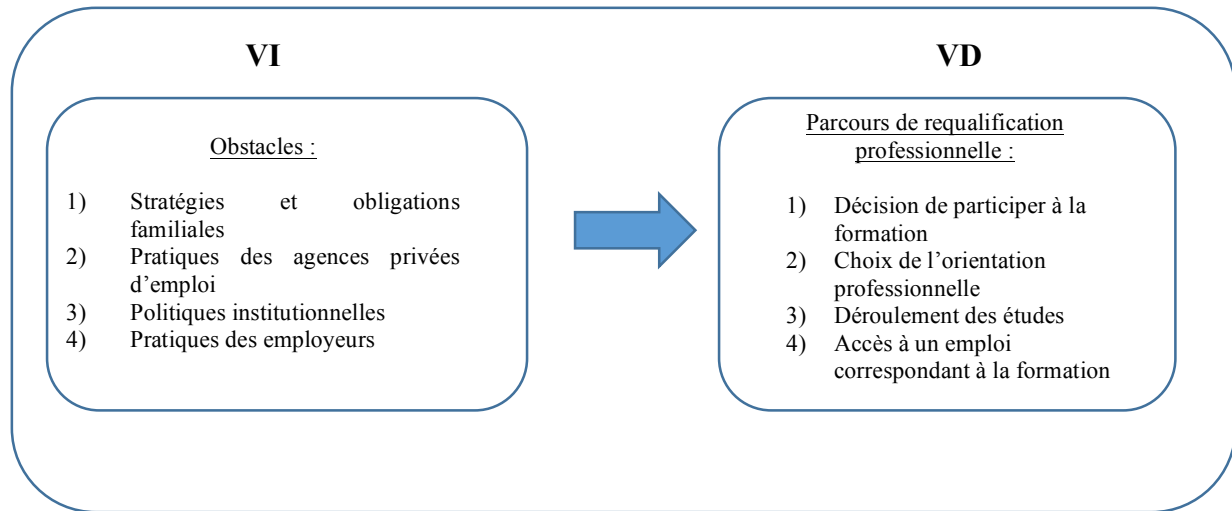 VI
VD
Obstacles :
1) Stratégies et obligations
familiales
2) Pratiques des agences privées
d'emploi
3) Politiques institutionnelles
4) Pratiques des employeurs
Parcours de requalification
professionnelle :
1) Décision de participer à la
formation
2) Choix de l'orientation
professionnelle
3) Déroulement des études
4) Accès à un emploi
correspondant à la formation